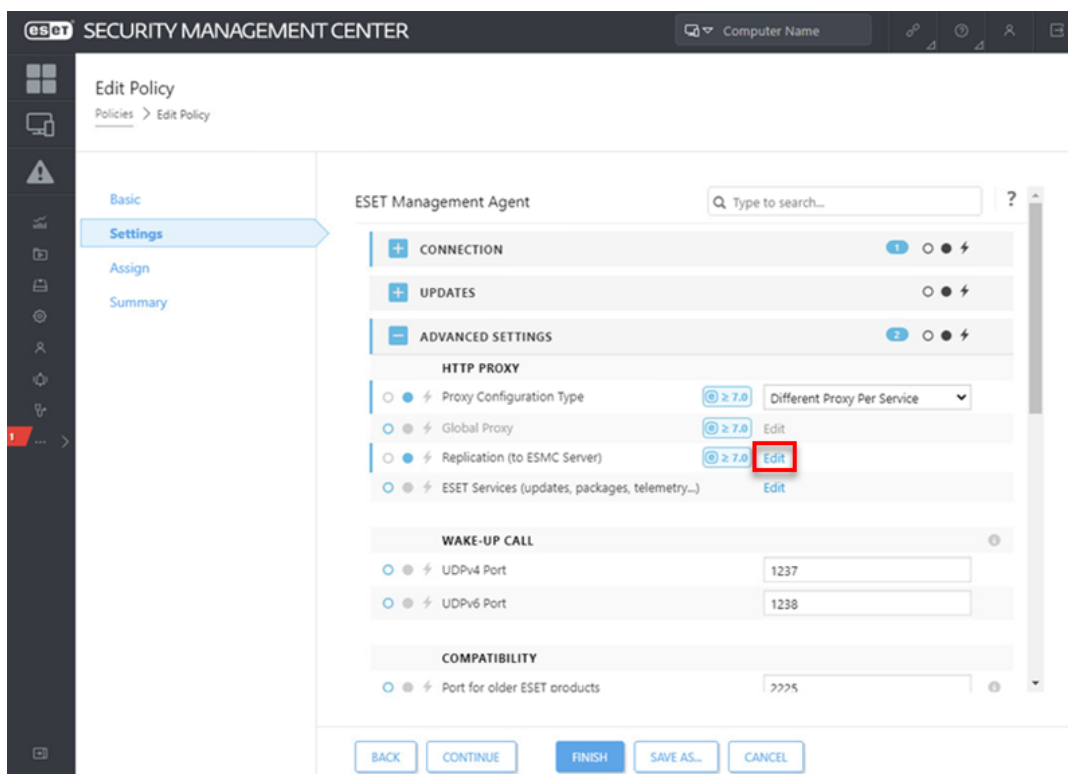 eset SECURITY MANAGEMENT CENTER Computer Name
Edit Policy
Policies > Edit Policy
Basic
Settings
Assign
Summary
ESET Management Agent Type to search... ?
CONNECTION 1
UPDATES
ADVANCED SETTINGS 2
HTTP PROXY
Proxy Configuration Type ≥ 7.0 Different Proxy Per Service
Global Proxy ≥ 7.0 Edit
Replication (to ESMC Server) ≥ 7.0 Edit
ESET Services (updates, packages, telemetry...) Edit
WAKE-UP CALL
UDPv4 Port 1237
UDPv6 Port 1238
COMPATIBILITY
Port for older ESET products 2225
1 ...
BACK CONTINUE FINISH SAVE AS... CANCEL